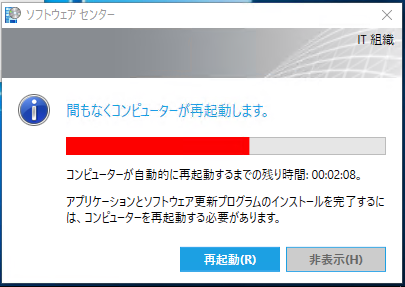 ソフトウェア センター
IT 組織
間もなくコンピューターが再起動します。
コンピューターが自動的に再起動するまでの残り時間: 00:02:08。
アプリケーションとソフトウェア更新プログラムのインストールを完了するに
は、コンピューターを再起動する必要があります。
再起動(R)
非表示(H)